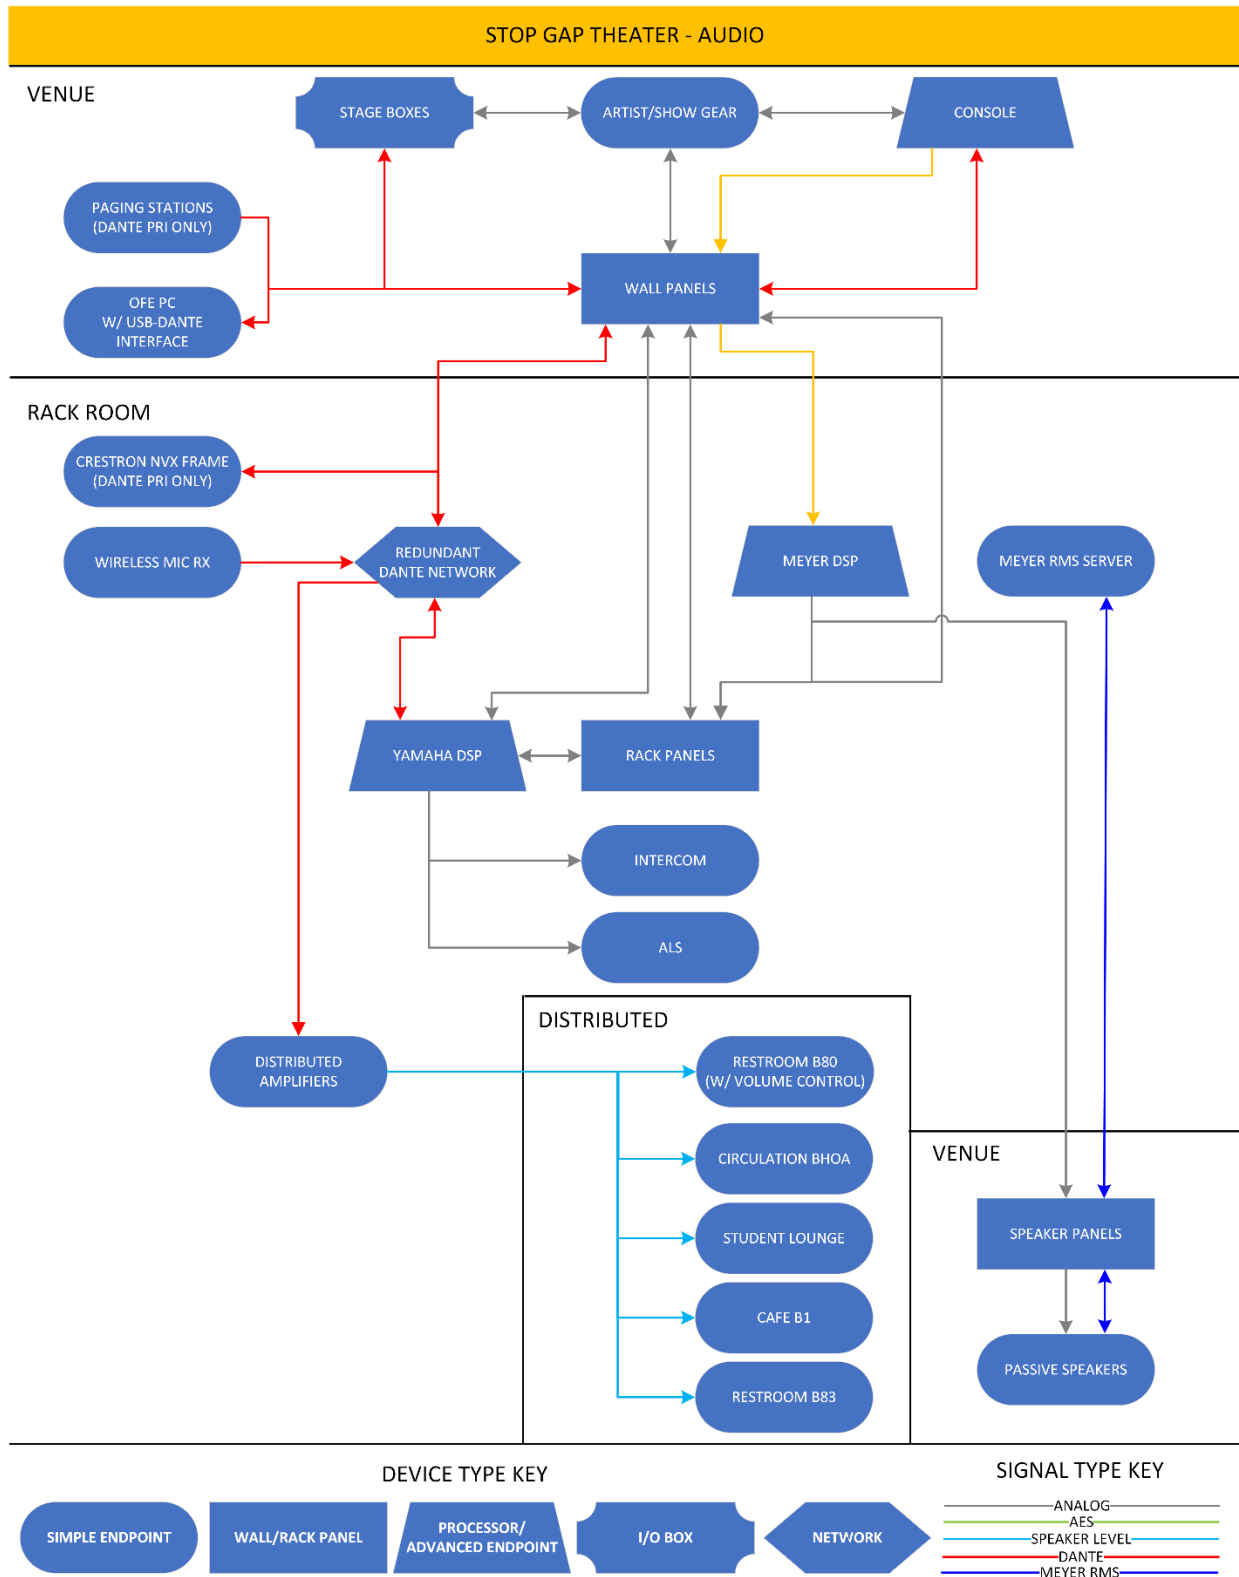 STOP GAP THEATER - AUDIO
VENUE
STAGE BOXES
ARTIST/SHOW GEAR
CONSOLE
PAGING STATIONS
(DANTE PRI ONLY)
WALL PANELS
OFE PC
W/ USB-DANTE
INTERFACE
RACK ROOM
CRESTRON NVX FRAME
(DANTE PRI ONLY)
WIRELESS MIC RX
REDUNDANT
DANTE NETWORK
MEYER DSP
MEYER RMS SERVER
YAMAHA DSP
RACK PANELS
INTERCOM
ALS
DISTRIBUTED
DISTRIBUTED
AMPLIFIERS
RESTROOM B80
(W/ VOLUME CONTROL)
CIRCULATION BHOA
STUDENT LOUNGE
CAFE B1
RESTROOM B83
VENUE
SPEAKER PANELS
PASSIVE SPEAKERS
DEVICE TYPE KEY
SIMPLE ENDPOINT
WALL/RACK PANEL
PROCESSOR/
ADVANCED ENDPOINT
I/O BOX
NETWORK
SIGNAL TYPE KEY
ANALOG
AES
SPEAKER LEVEL
DANTE
MEYER RMS